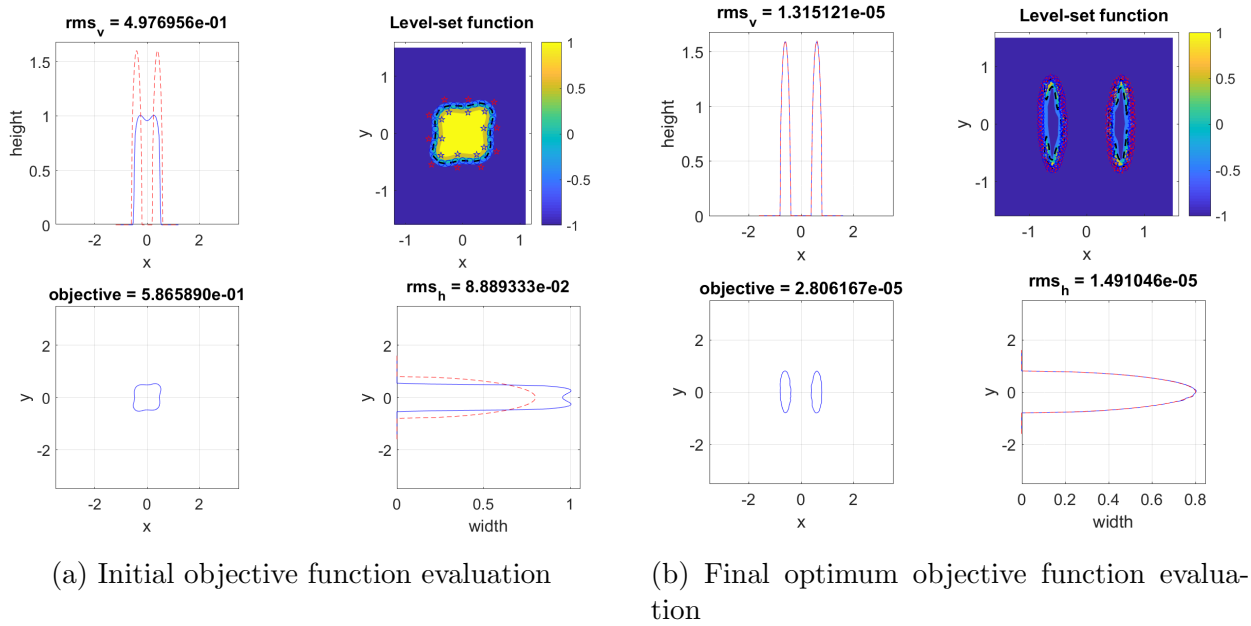 rms_v = 4.976956e-01
height
1.5
1
0.5
0
-2
0
2
x
Level-set function
y
1
0
-1
-1
0
1
x
1
0.5
0
-0.5
-1
objective = 5.865890e-01
y
2
0
-2
-2
0
2
x
rms_h = 8.889333e-02
y
2
0
-2
0
0.5
1
width
(a) Initial objective function evaluation
rms_v = 1.315121e-05
height
1.5
1
0.5
0
-2
0
2
x
Level-set function
y
1
0
-1
-1
0
1
x
1
0.5
0
-0.5
-1
objective = 2.806167e-05
y
2
0
-2
-2
0
2
x
rms_h = 1.491046e-05
y
2
0
-2
0
0.2
0.4
0.6
0.8
width
(b) Final optimum objective function evalua-
tion